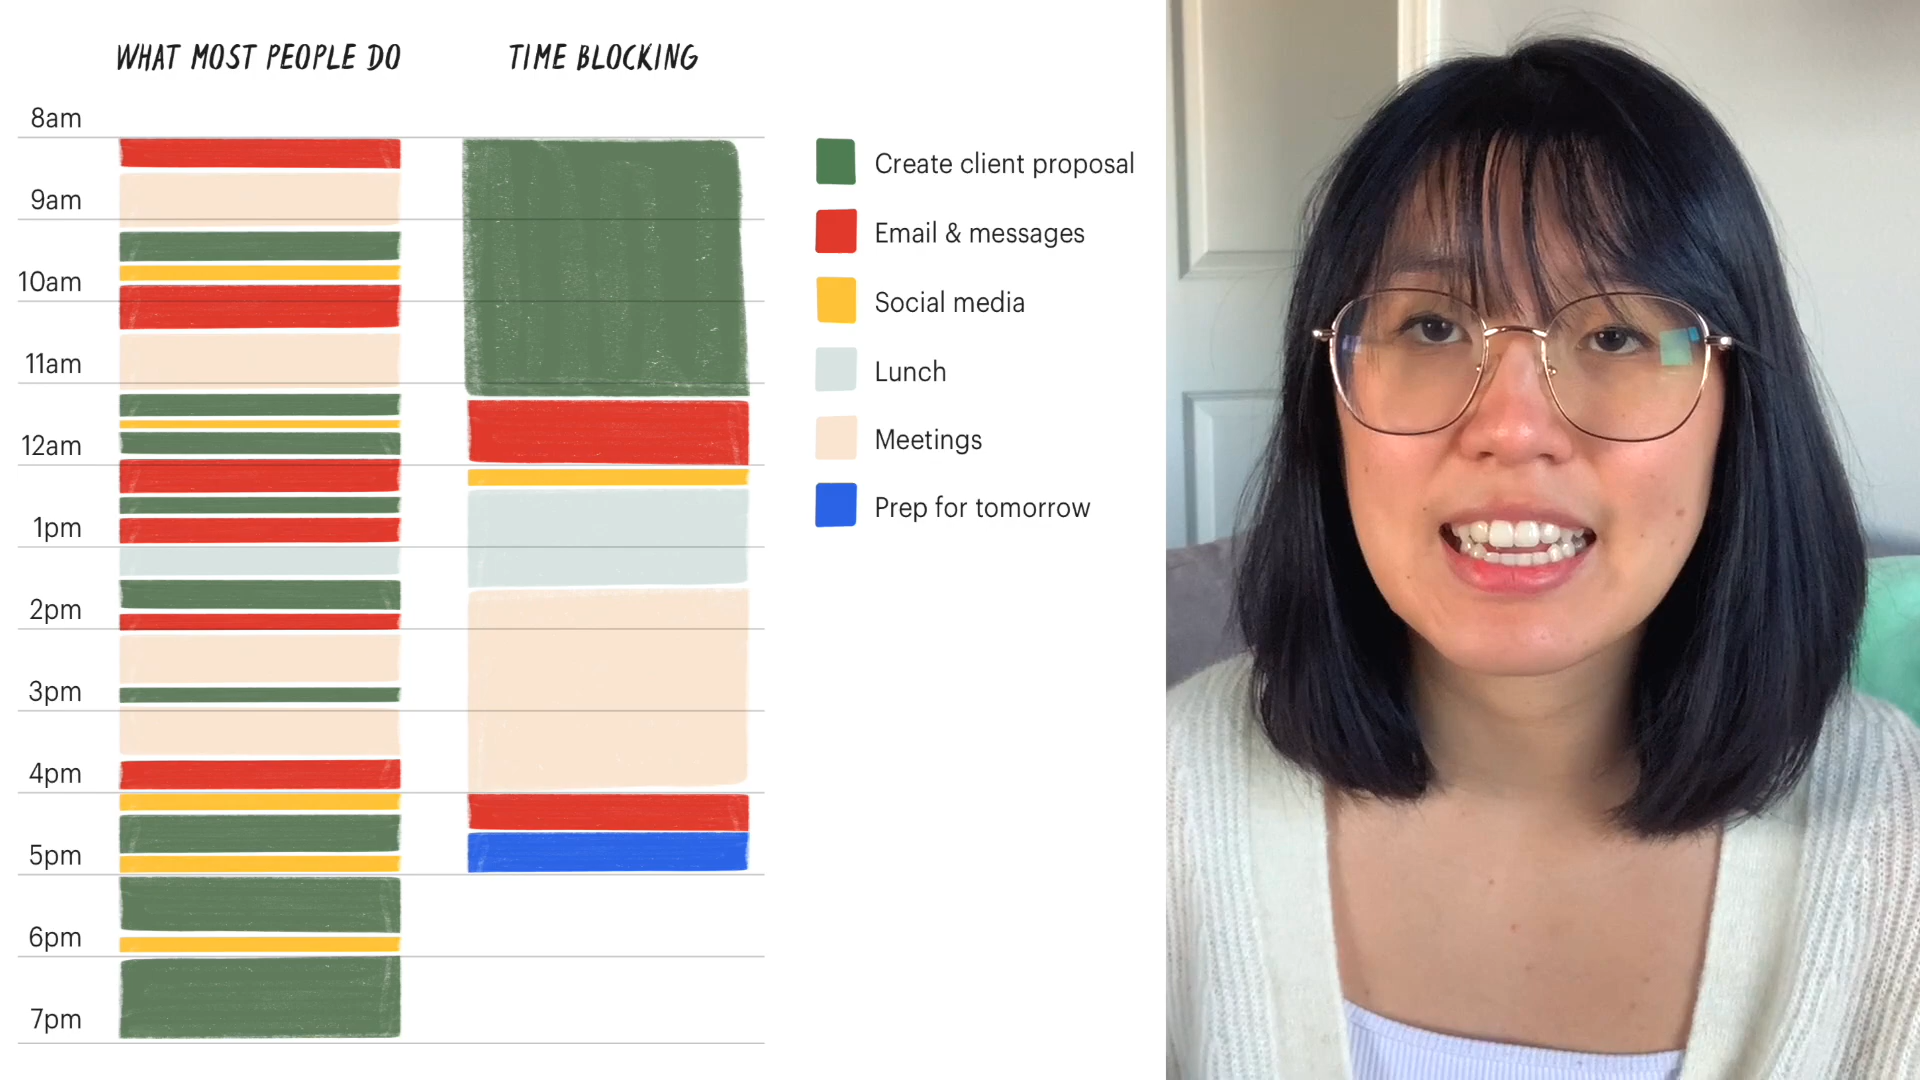 WHAT MOST PEOPLE DO
TIME BLOCKING
8am
9am
10am
11am
12am
1pm
2pm
3pm
4pm
5pm
6pm
7pm
Create client proposal
Email & messages
Social media
Lunch
Meetings
Prep for tomorrow